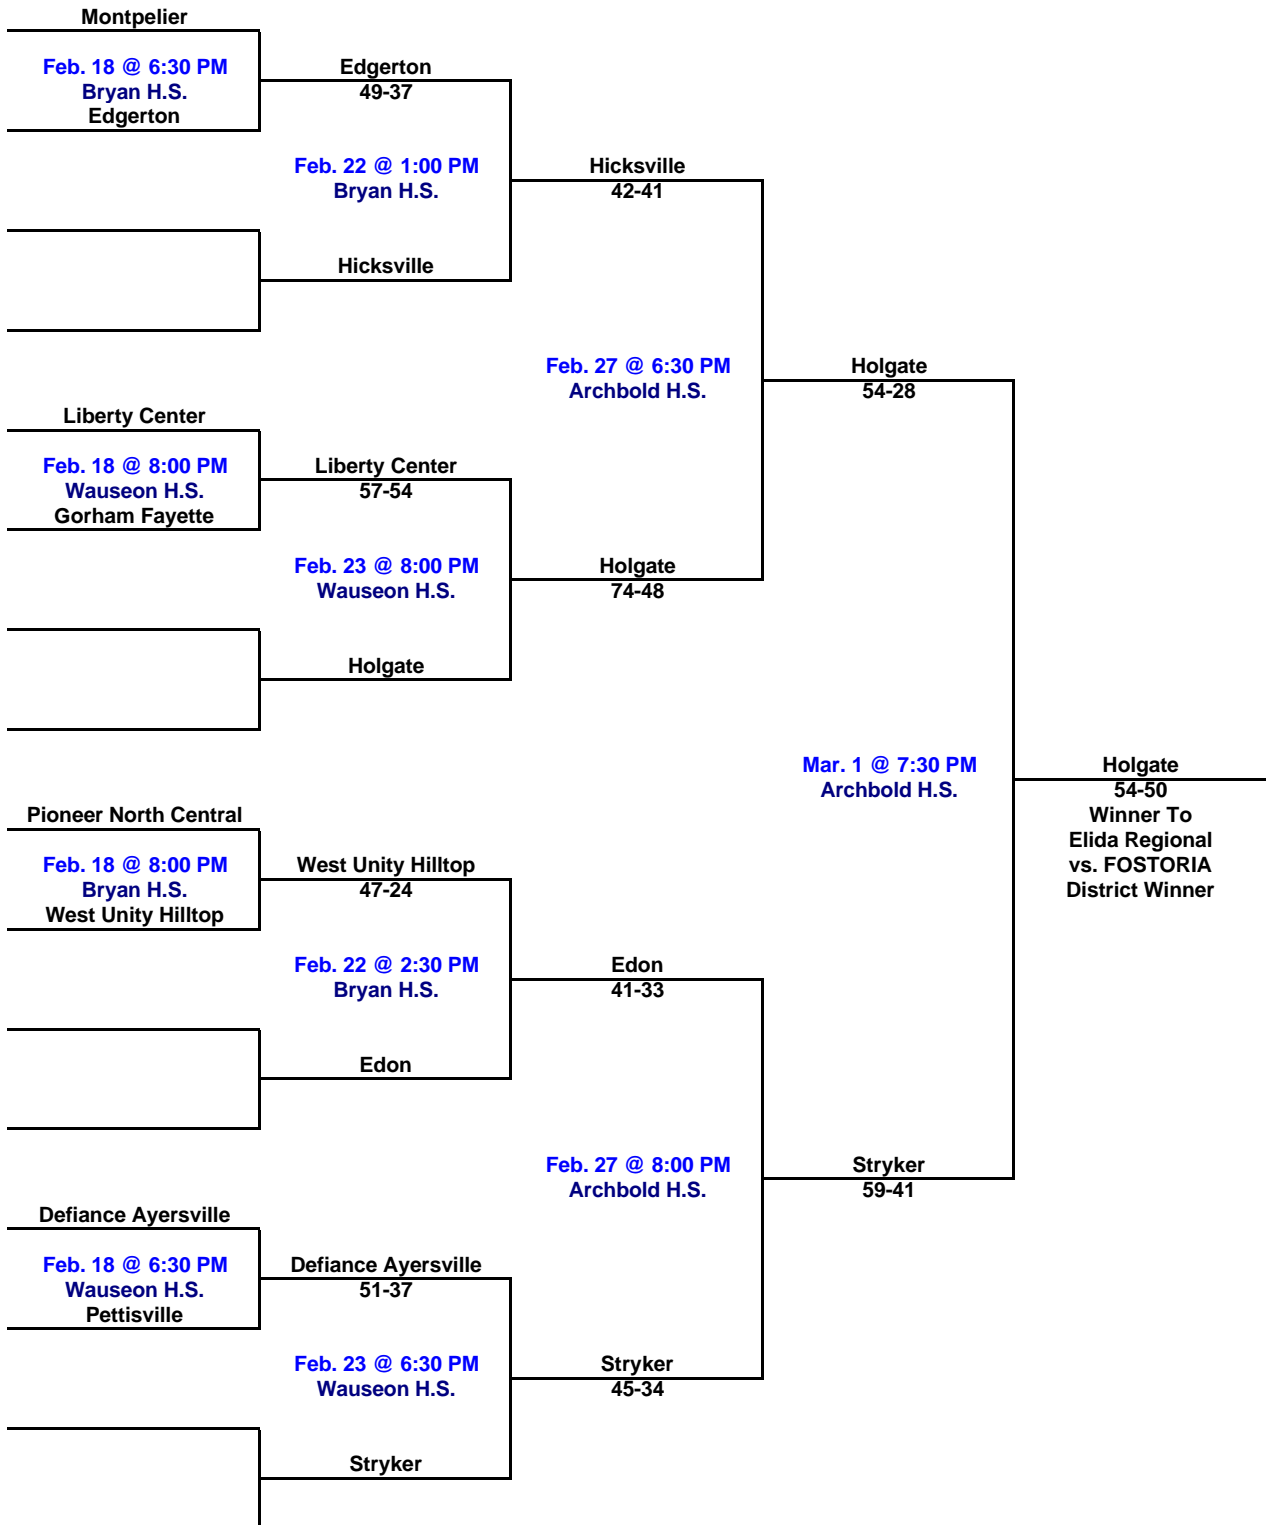 Montpelier
Feb. 18 @ 6:30 PM
Bryan H.S.
Edgerton
Edgerton
49-37
Feb. 22 @ 1:00 PM
Bryan H.S.
Hicksville
Hicksville
42-41
Feb. 27 @ 6:30 PM
Archbold H.S.
Liberty Center
Feb. 18 @ 8:00 PM
Wauseon H.S.
Gorham Fayette
Liberty Center
57-54
Feb. 23 @ 8:00 PM
Wauseon H.S.
Holgate
Holgate
74-48
Holgate
54-28
Mar. 1 @ 7:30 PM
Archbold H.S.
Holgate
54-50
Winner To
Elida Regional
vs. FOSTORIA
District Winner
Pioneer North Central
Feb. 18 @ 8:00 PM
Bryan H.S.
West Unity Hilltop
West Unity Hilltop
47-24
Feb. 22 @ 2:30 PM
Bryan H.S.
Edon
Edon
41-33
Feb. 27 @ 8:00 PM
Archbold H.S.
Stryker
59-41
Defiance Ayersville
Feb. 18 @ 6:30 PM
Wauseon H.S.
Pettisville
Defiance Ayersville
51-37
Feb. 23 @ 6:30 PM
Wauseon H.S.
Stryker
Stryker
45-34